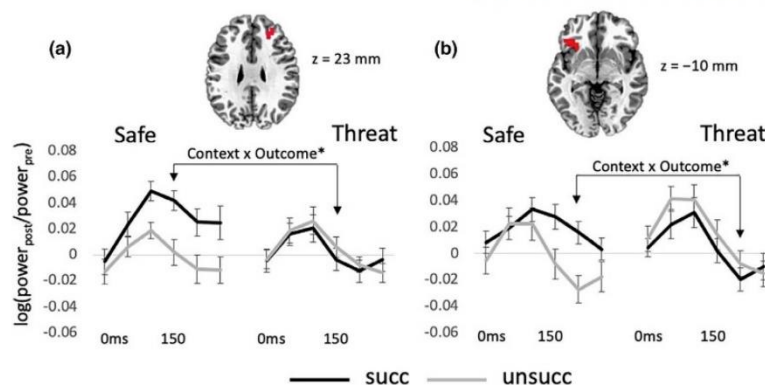 (a)
z = 23 mm
Safe
Threat
Context x Outcome*
log(power_post/power_pre)
0.08
0.06
0.04
0.02
0
-0.02
-0.04
-0.06
0ms 150 0ms 150
(b)
z = −10 mm
Safe
Threat
Context x Outcome*
0.08
0.06
0.04
0.02
0
-0.02
-0.04
-0.06
0ms 150 0ms 150
succ unsucc